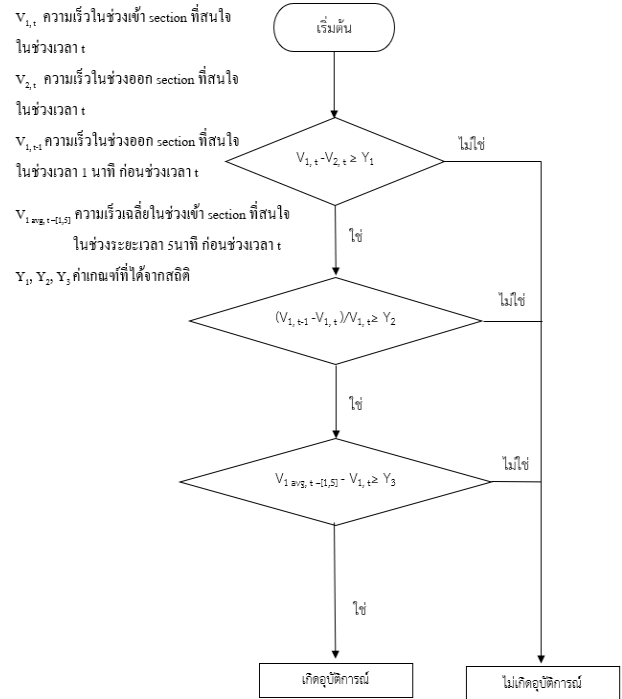 V₁,ₜ ความเร็วในช่วงเข้า section ที่สนใจ
ในช่วงเวลา t
V₂,ₜ ความเร็วในช่วงออก section ที่สนใจ
ในช่วงเวลา t
V₁,ₜ₋₁ ความเร็วในช่วงออก section ที่สนใจ
ในช่วงเวลา 1 นาที ก่อนช่วงเวลา t
V₁ avg, t –[1,5] ความเร็วเฉลี่ยในช่วงเข้า section ที่สนใจ
ในช่วงระยะเวลา 5นาที ก่อนช่วงเวลา t
Y₁, Y₂, Y₃ ค่าเกณฑ์ที่ได้จากสถิติ
เริ่มต้น
V₁,ₜ -V₂,ₜ ≥ Y₁
ไม่ใช่
ใช่
(V₁,ₜ₋₁ -V₁,ₜ )/V₁,ₜ ≥ Y₂
ไม่ใช่
ใช่
V₁ avg, t –[1,5] - V₁,ₜ ≥ Y₃
ไม่ใช่
ใช่
เกิดอุบัติการณ์
ไม่เกิดอุบัติการณ์